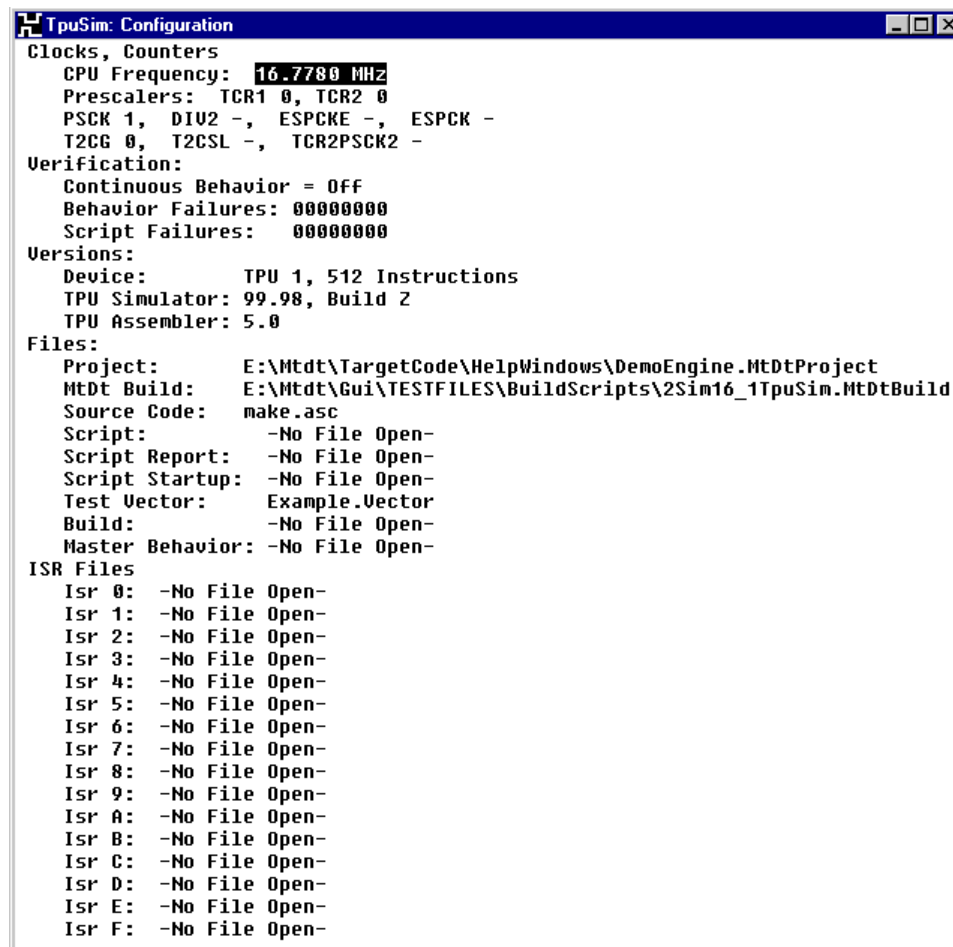 TpuSim: Configuration
Clocks, Counters
CPU Frequency: 16.7780 MHz
Prescalers: TCR1 0, TCR2 0
PSCK 1, DIV2 -, ESPCKE -, ESPCK -
T2CG 0, T2CSL -, TCR2PSCK2 -
Verification:
Continuous Behavior = Off
Behavior Failures: 00000000
Script Failures: 00000000
Versions:
Device: TPU 1, 512 Instructions
TPU Simulator: 99.98, Build Z
TPU Assembler: 5.0
Files:
Project: E:\Mtdt\TargetCode\HelpWindows\DemoEngine.MtDtProject
MtDt Build: E:\Mtdt\Gui\TESTFILES\BuildScripts\2Sim16_1TpuSim.MtDtBuild
Source Code: make.asc
Script: -No File Open-
Script Report: -No File Open-
Script Startup: -No File Open-
Test Vector: Example.Vector
Build: -No File Open-
Master Behavior: -No File Open-
ISR Files
Isr 0: -No File Open-
Isr 1: -No File Open-
Isr 2: -No File Open-
Isr 3: -No File Open-
Isr 4: -No File Open-
Isr 5: -No File Open-
Isr 6: -No File Open-
Isr 7: -No File Open-
Isr 8: -No File Open-
Isr 9: -No File Open-
Isr A: -No File Open-
Isr B: -No File Open-
Isr C: -No File Open-
Isr D: -No File Open-
Isr E: -No File Open-
Isr F: -No File Open-